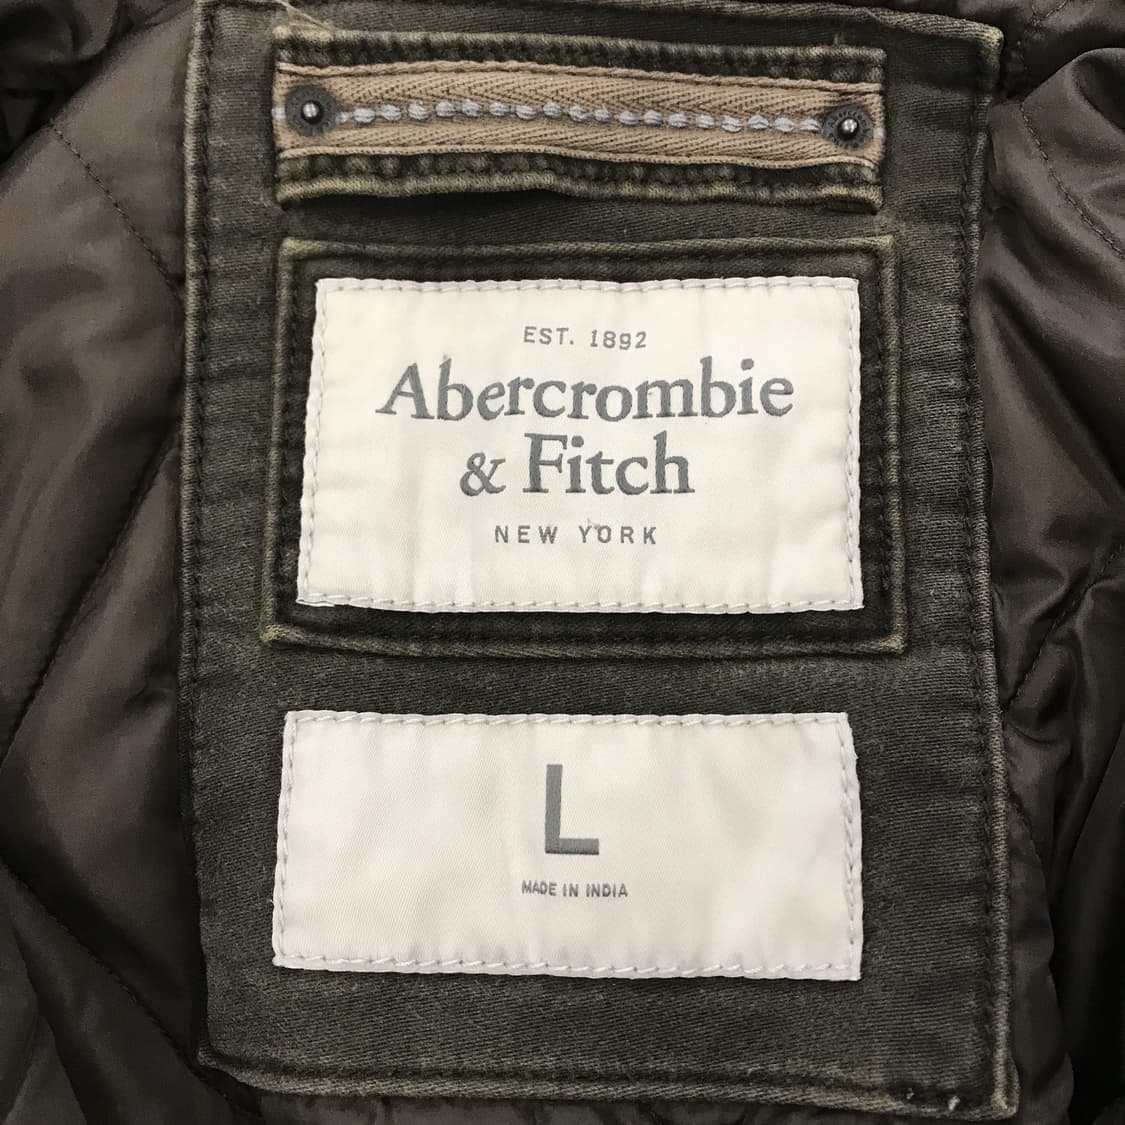 EST. 1892
Abercrombie
& Fitch
NEW YORK
L
MADE IN INDIA